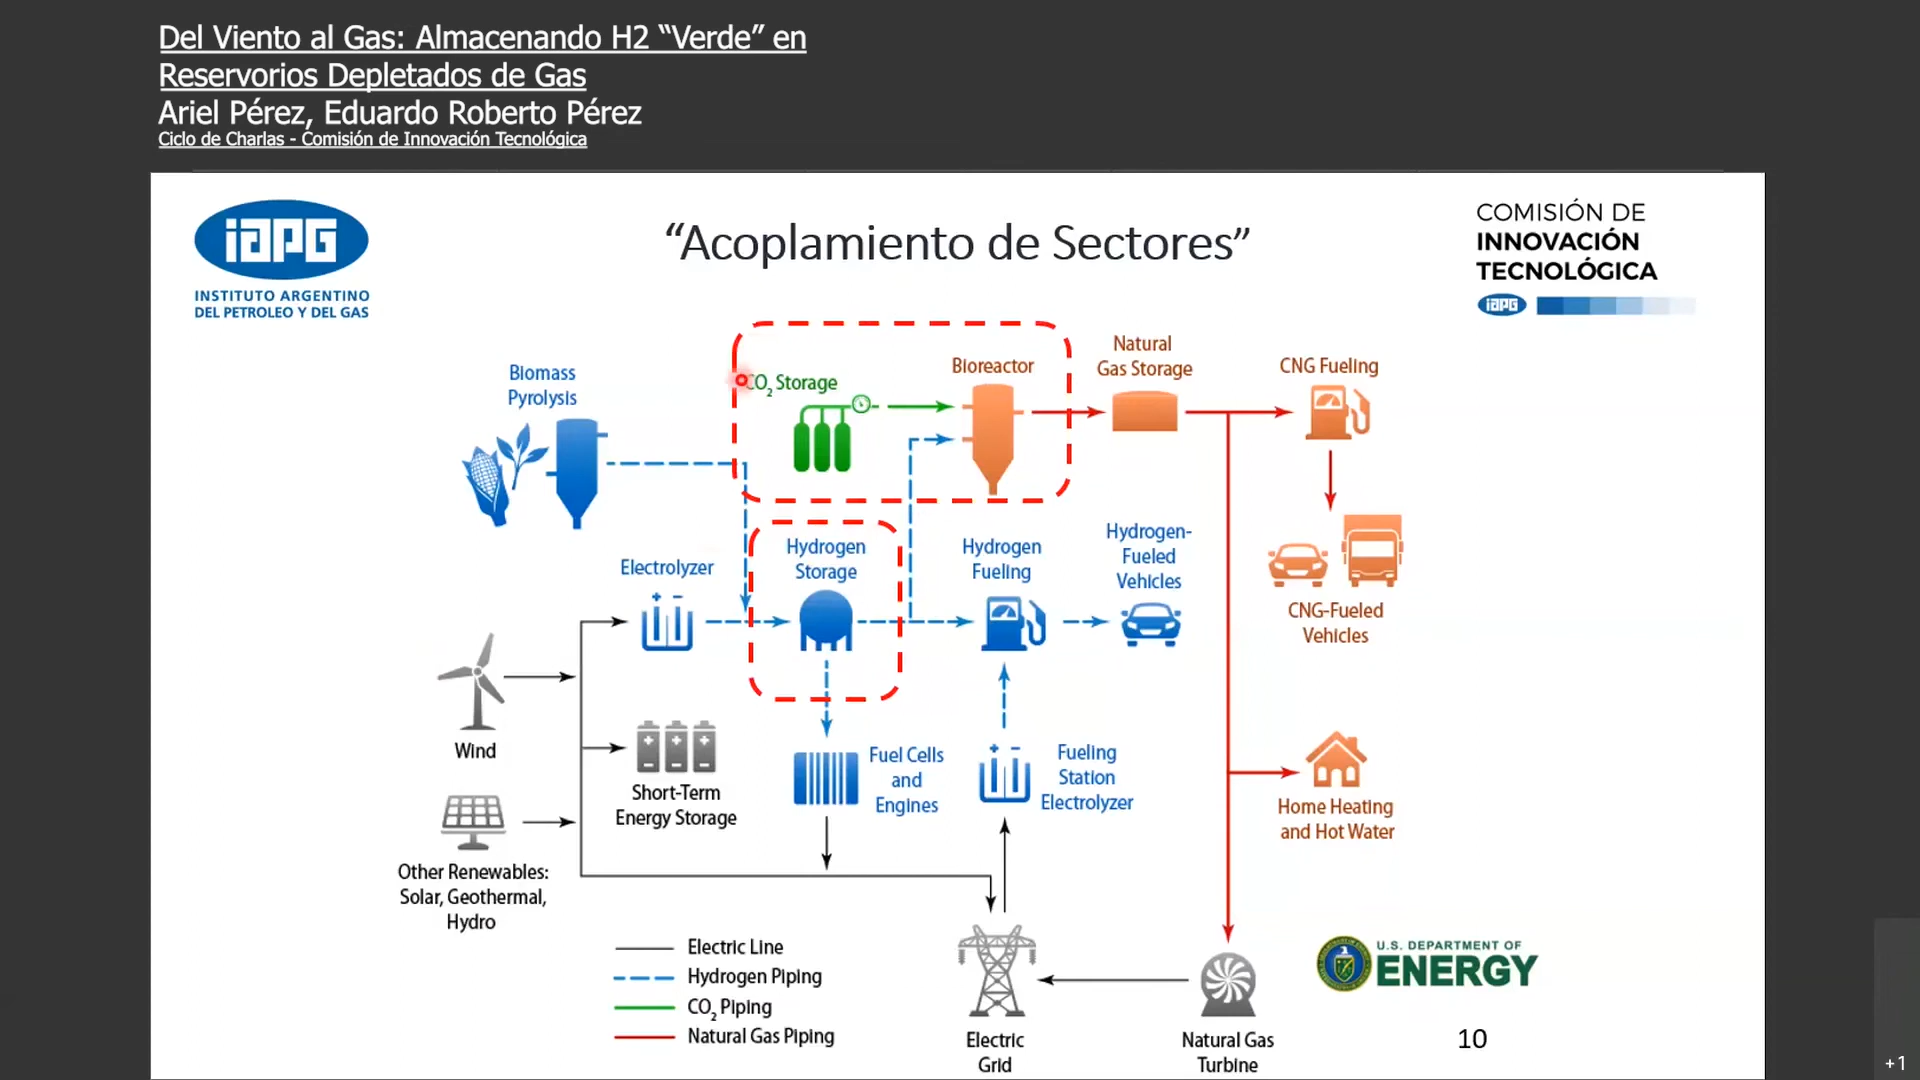 Del Viento al Gas: Almacenando H2 “Verde” en
Reservorios Depletados de Gas
Ariel Pérez, Eduardo Roberto Pérez
Ciclo de Charlas - Comisión de Innovación Tecnológica
iAPG
INSTITUTO ARGENTINO
DEL PETROLEO Y DEL GAS
“Acoplamiento de Sectores”
COMISIÓN DE
INNOVACIÓN
TECNOLÓGICA
iAPG
Biomass
Pyrolysis
CO₂ Storage
Bioreactor
Natural
Gas Storage
CNG Fueling
Electrolyzer
Hydrogen
Storage
Hydrogen
Fueling
Hydrogen-
Fueled
Vehicles
CNG-Fueled
Vehicles
Wind
Short-Term
Energy Storage
Fuel Cells
and
Engines
Fueling
Station
Electrolyzer
Home Heating
and Hot Water
Other Renewables:
Solar, Geothermal,
Hydro
Electric Line
Hydrogen Piping
CO₂ Piping
Natural Gas Piping
Electric
Grid
Natural Gas
Turbine
U.S. DEPARTMENT OF
ENERGY
10
+1